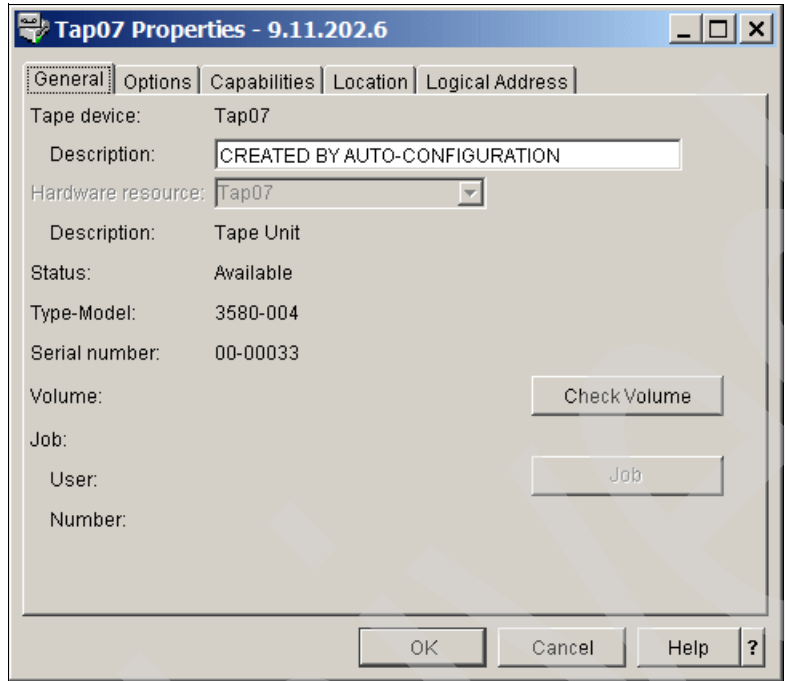 Tap07 Properties - 9.11.202.6
General Options Capabilities Location Logical Address
Tape device: Tap07
Description: CREATED BY AUTO-CONFIGURATION
Hardware resource: Tap07
Description: Tape Unit
Status: Available
Type-Model: 3580-004
Serial number: 00-00033
Volume: Check Volume
Job:
User: Job
Number:
OK Cancel Help ?